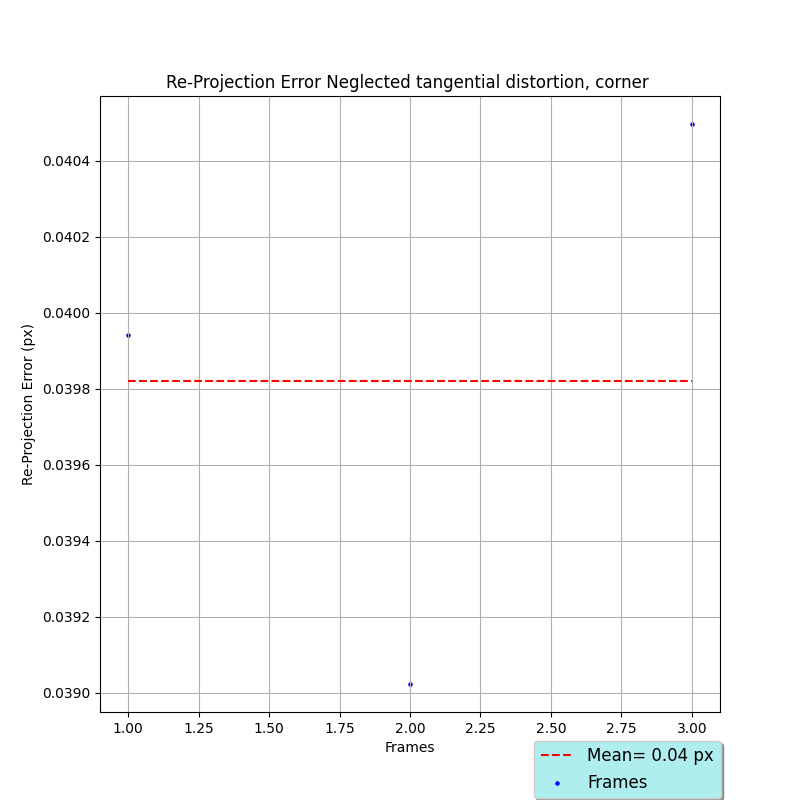 Re-Projection Error Neglected tangential distortion, corner
Re-Projection Error (px)
0.0404
0.0402
0.0400
0.0398
0.0396
0.0394
0.0392
0.0390
1.00 1.25 1.50 1.75 2.00 2.25 2.50 2.75 3.00
Frames
Mean= 0.04 px
Frames